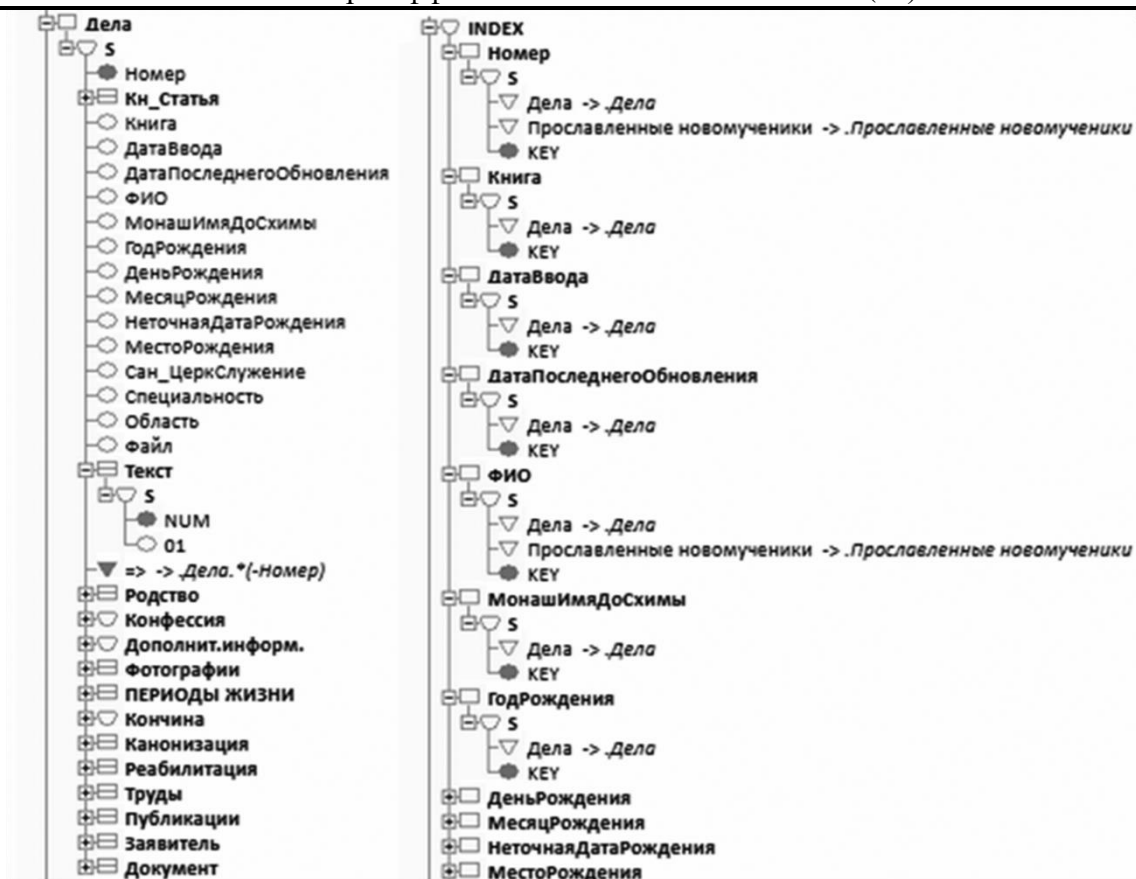 Дела
S
Номер
Кн_Статья
Книга
ДатаВвода
ДатаПоследнегоОбновления
ФИО
МонашИмяДоСхимы
ГодРождения
ДеньРождения
МесяцРождения
НеточнаяДатаРождения
МестоРождения
Сан_ЦеркСлужение
Специальность
Область
Файл
Текст
S
NUM
01
=> -> .Дела.*(-Номер)
Родство
Конфессия
Дополнит.информ.
Фотографии
ПЕРИОДЫ ЖИЗНИ
Кончина
Канонизация
Реабилитация
Труды
Публикации
Заявитель
Документ
INDEX
Номер
S
Дела -> .Дела
Прославленные новомученики -> .Прославленные новомученики
KEY
Книга
S
Дела -> .Дела
KEY
ДатаВвода
S
Дела -> .Дела
KEY
ДатаПоследнегоОбновления
S
Дела -> .Дела
KEY
ФИО
S
Дела -> .Дела
Прославленные новомученики -> .Прославленные новомученики
KEY
МонашИмяДоСхимы
S
Дела -> .Дела
KEY
ГодРождения
S
Дела -> .Дела
KEY
ДеньРождения
МесяцРождения
НеточнаяДатаРождения
МестоРождения